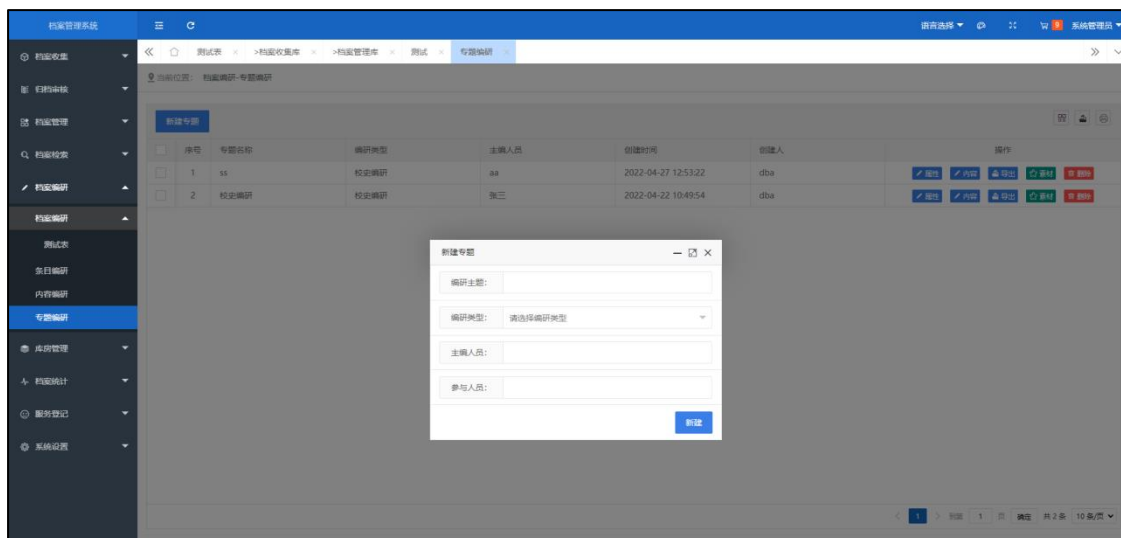 档案管理系统
语言选择
系统管理员
测试表
>档案收集库
>档案管理库
测试
专题编研
当前位置: 档案编研-专题编研
档案收集
归档审核
档案管理
档案检索
档案编研
档案编研
测试表
条目编研
内容编研
专题编研
库房管理
档案统计
服务登记
系统设置
新建专题
序号 专题名称 编研类型 主编人员 创建时间 创建人 操作
1 ss 校史编研 aa 2022-04-27 12:53:22 dba 属性 内容 导出 素材 删除
2 校史编研 校史编研 张三 2022-04-22 10:49:54 dba 属性 内容 导出 素材 删除
新建专题
编研主题:
编研类型: 请选择编研类型
主编人员:
参与人员:
新建
1 到第 1 页 确定 共2条 10条/页